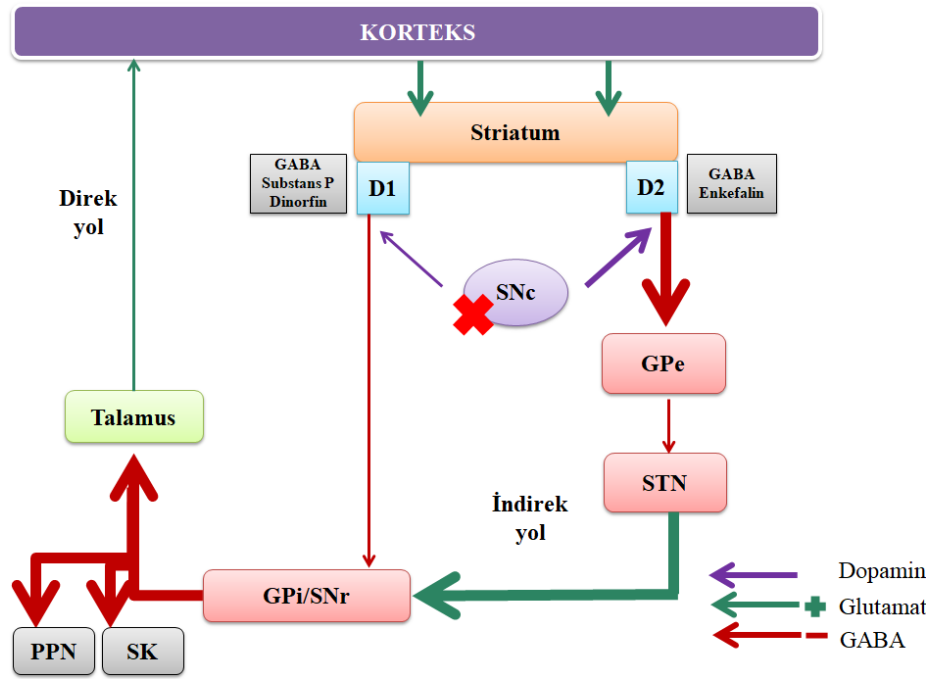 KORTEKS
Striatum
GABA
Substans P
Dinorfin
D1
D2
GABA
Enkefalin
Direk
yol
SNc
GPe
Talamus
STN
İndirek
yol
GPi/SNr
PPN
SK
Dopamin
Glutamat
GABA